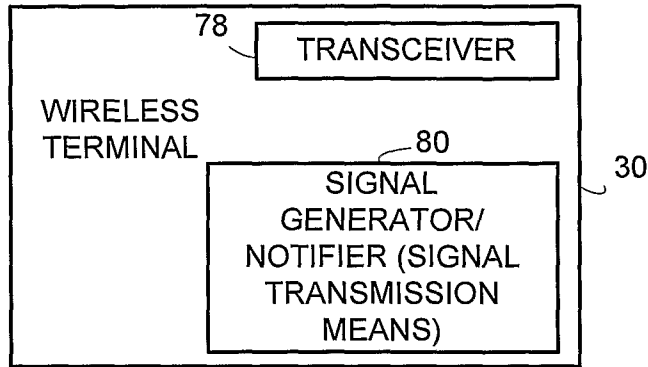 78
TRANSCEIVER
WIRELESS
TERMINAL
80
30
SIGNAL
GENERATOR/
NOTIFIER (SIGNAL
TRANSMISSION
MEANS)